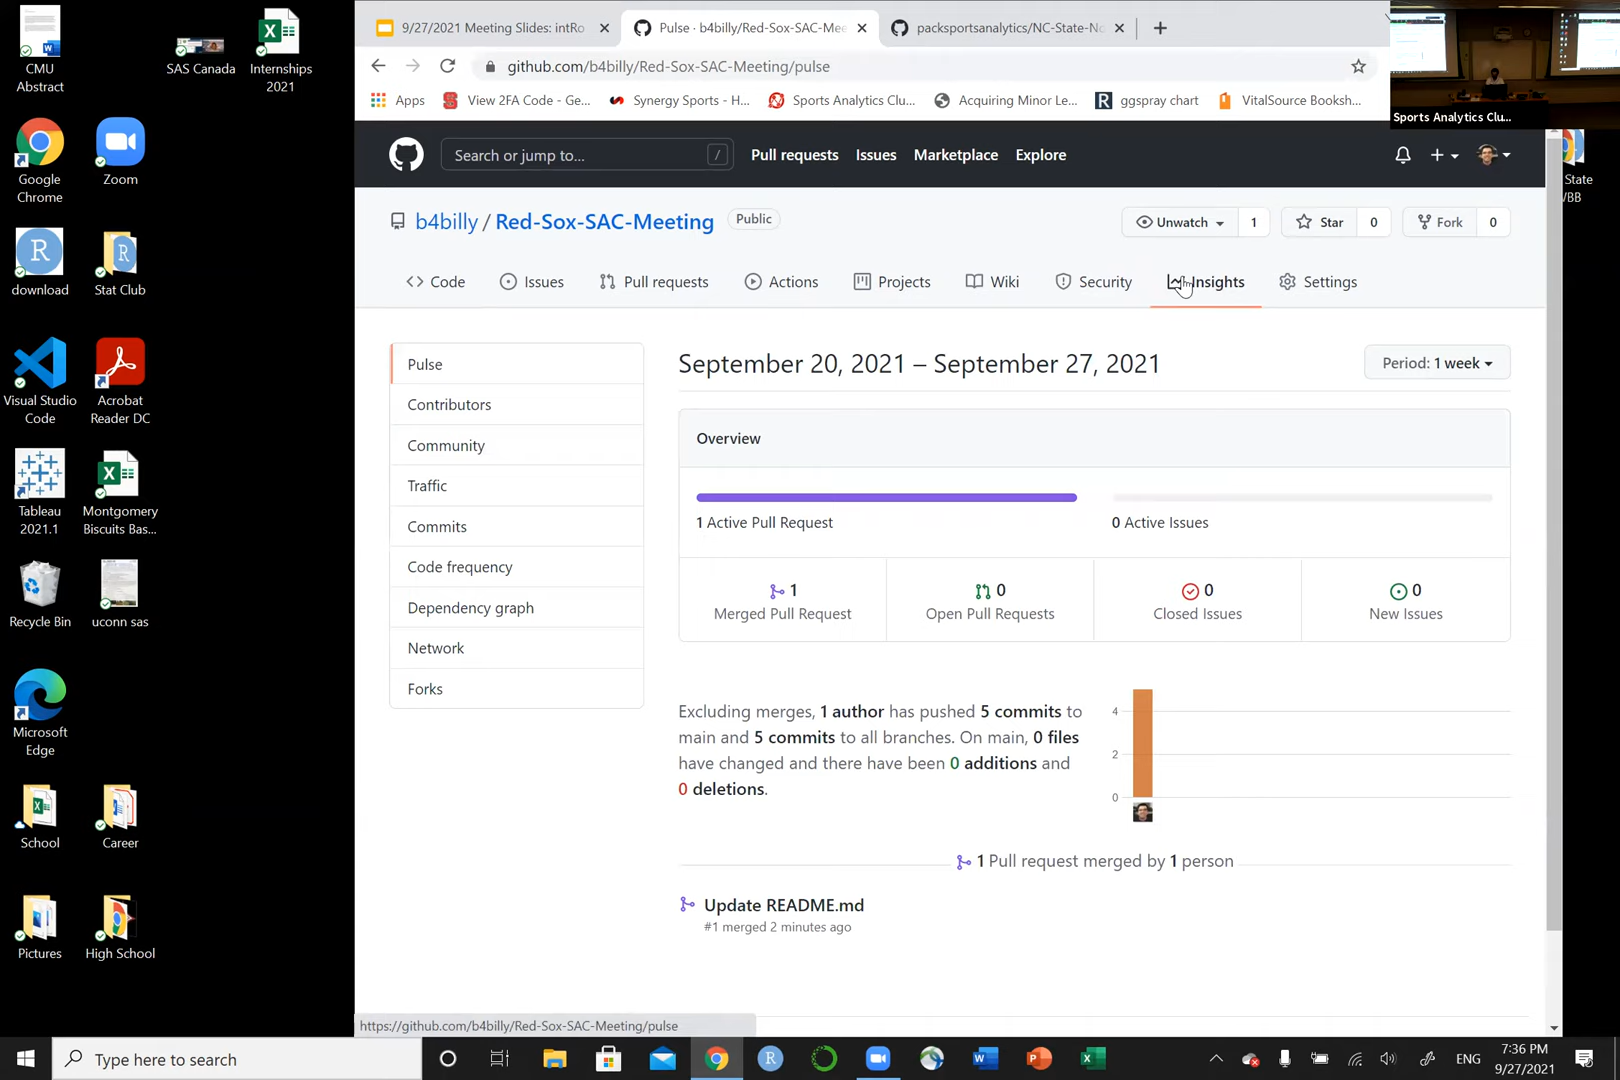 CMU
Abstract
SAS Canada
Internships
2021
Google
Chrome
Zoom
download
Stat Club
Visual Studio
Code
Acrobat
Reader DC
Tableau
2021.1
Montgomery
Biscuits Bas...
Recycle Bin
uconn sas
Microsoft
Edge
School
Career
Pictures
High School
9/27/2021 Meeting Slides: intRo
Pulse · b4billy/Red-Sox-SAC-Mee
packsportsanalytics/NC-State-No
github.com/b4billy/Red-Sox-SAC-Meeting/pulse
Apps
View 2FA Code - Ge...
Synergy Sports - H...
Sports Analytics Clu...
Acquiring Minor Le...
ggspray chart
VitalSource Booksh...
Sports Analytics Clu...
State
Search or jump to...
/
Pull requests
Issues
Marketplace
Explore
b4billy / Red-Sox-SAC-Meeting
Public
Unwatch
1
Star
0
Fork
0
Code
Issues
Pull requests
Actions
Projects
Wiki
Security
Insights
Settings
Pulse
Contributors
Community
Traffic
Commits
Code frequency
Dependency graph
Network
Forks
September 20, 2021 – September 27, 2021
Period: 1 week
Overview
1 Active Pull Request
0 Active Issues
1
Merged Pull Request
0
Open Pull Requests
0
Closed Issues
0
New Issues
Excluding merges, 1 author has pushed 5 commits to
main and 5 commits to all branches. On main, 0 files
have changed and there have been 0 additions and
0 deletions.
4
2
0
1 Pull request merged by 1 person
Update README.md
#1 merged 2 minutes ago
https://github.com/b4billy/Red-Sox-SAC-Meeting/pulse
Type here to search
ENG
7:36 PM
9/27/2021